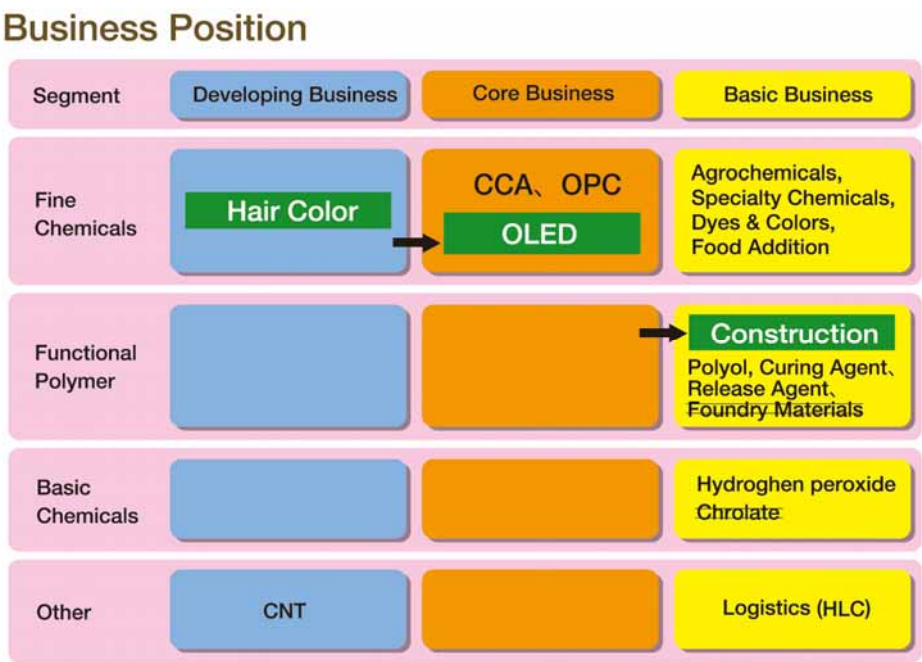 Business Position
Segment
Developing Business
Core Business
Basic Business
Fine
Chemicals
Hair Color
CCA、OPC
OLED
Agrochemicals,
Specialty Chemicals,
Dyes & Colors,
Food Addition
Functional
Polymer
Construction
Polyol, Curing Agent、
Release Agent、
Foundry Materials
Basic
Chemicals
Hydroghen peroxide
Chrolate
Other
CNT
Logistics (HLC)